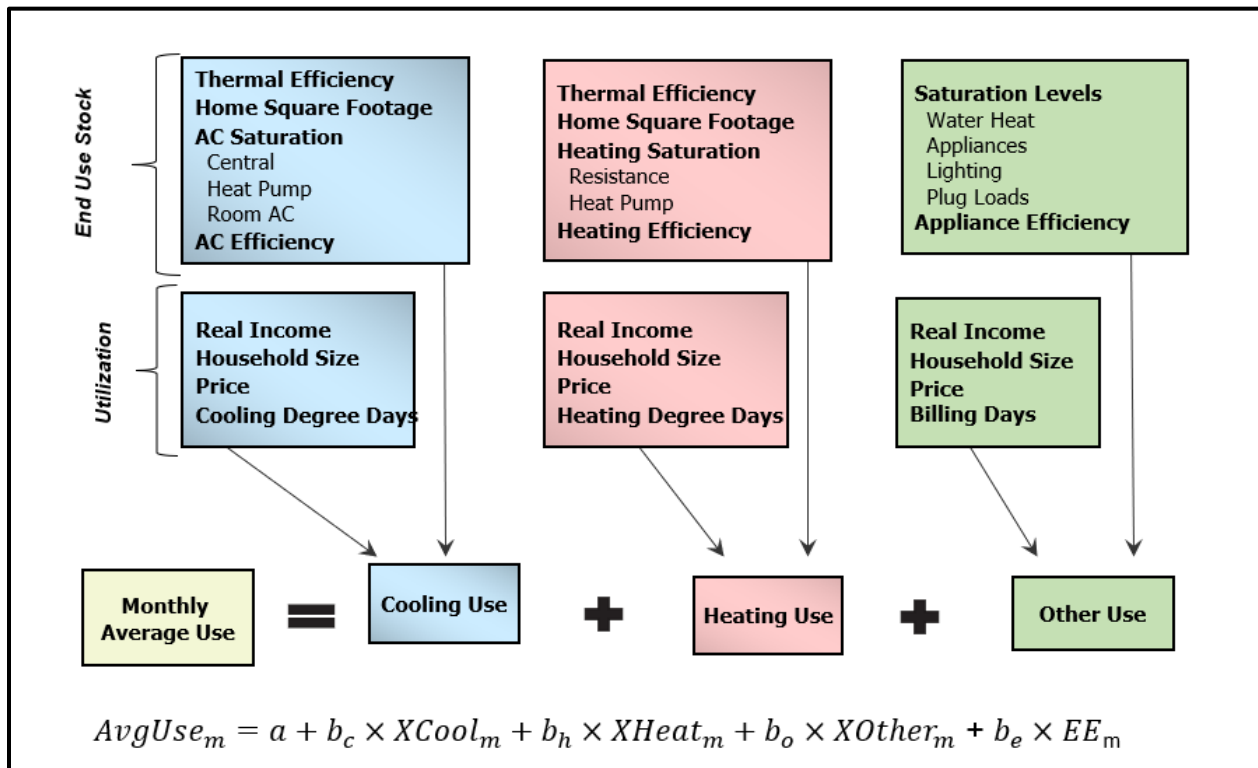 End Use Stock
Thermal Efficiency
Home Square Footage
AC Saturation
Central
Heat Pump
Room AC
AC Efficiency
Thermal Efficiency
Home Square Footage
Heating Saturation
Resistance
Heat Pump
Heating Efficiency
Saturation Levels
Water Heat
Appliances
Lighting
Plug Loads
Appliance Efficiency
Utilization
Real Income
Household Size
Price
Cooling Degree Days
Real Income
Household Size
Price
Heating Degree Days
Real Income
Household Size
Price
Billing Days
Monthly
Average Use
=
Cooling Use
+
Heating Use
+
Other Use
AvgUse_m = a + b_c × XCool_m + b_h × XHeat_m + b_o × XOther_m + b_e × EE_m